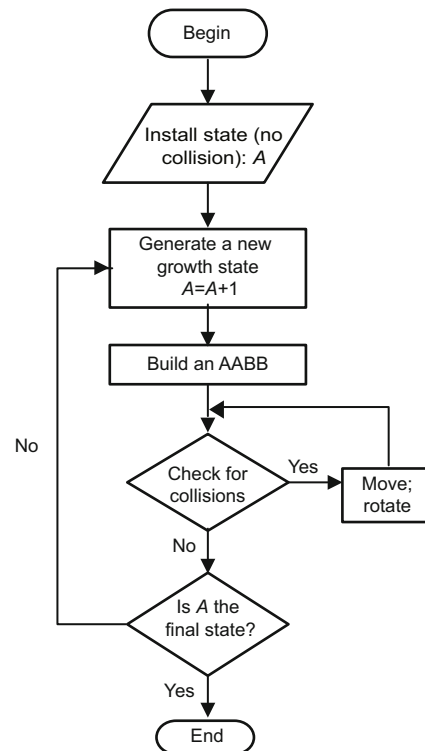 Begin
Install state (no
collision): A
Generate a new
growth state
A=A+1
Build an AABB
No
Check for
collisions
Yes
Move;
rotate
No
Is A the
final state?
Yes
End